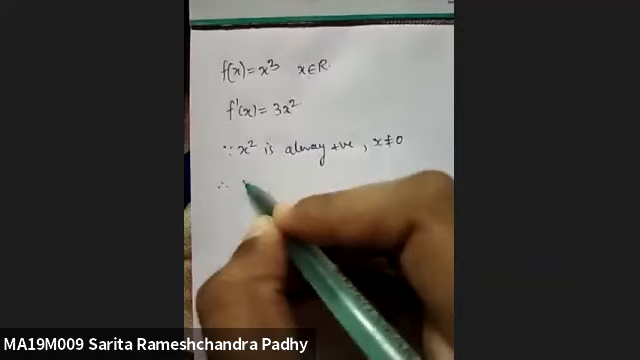 f(x) = x³ x∈R.
f'(x) = 3x²
∵ x² is alway +ve, x≠0
∴
MA19M009 Sarita Rameshchandra Padhy